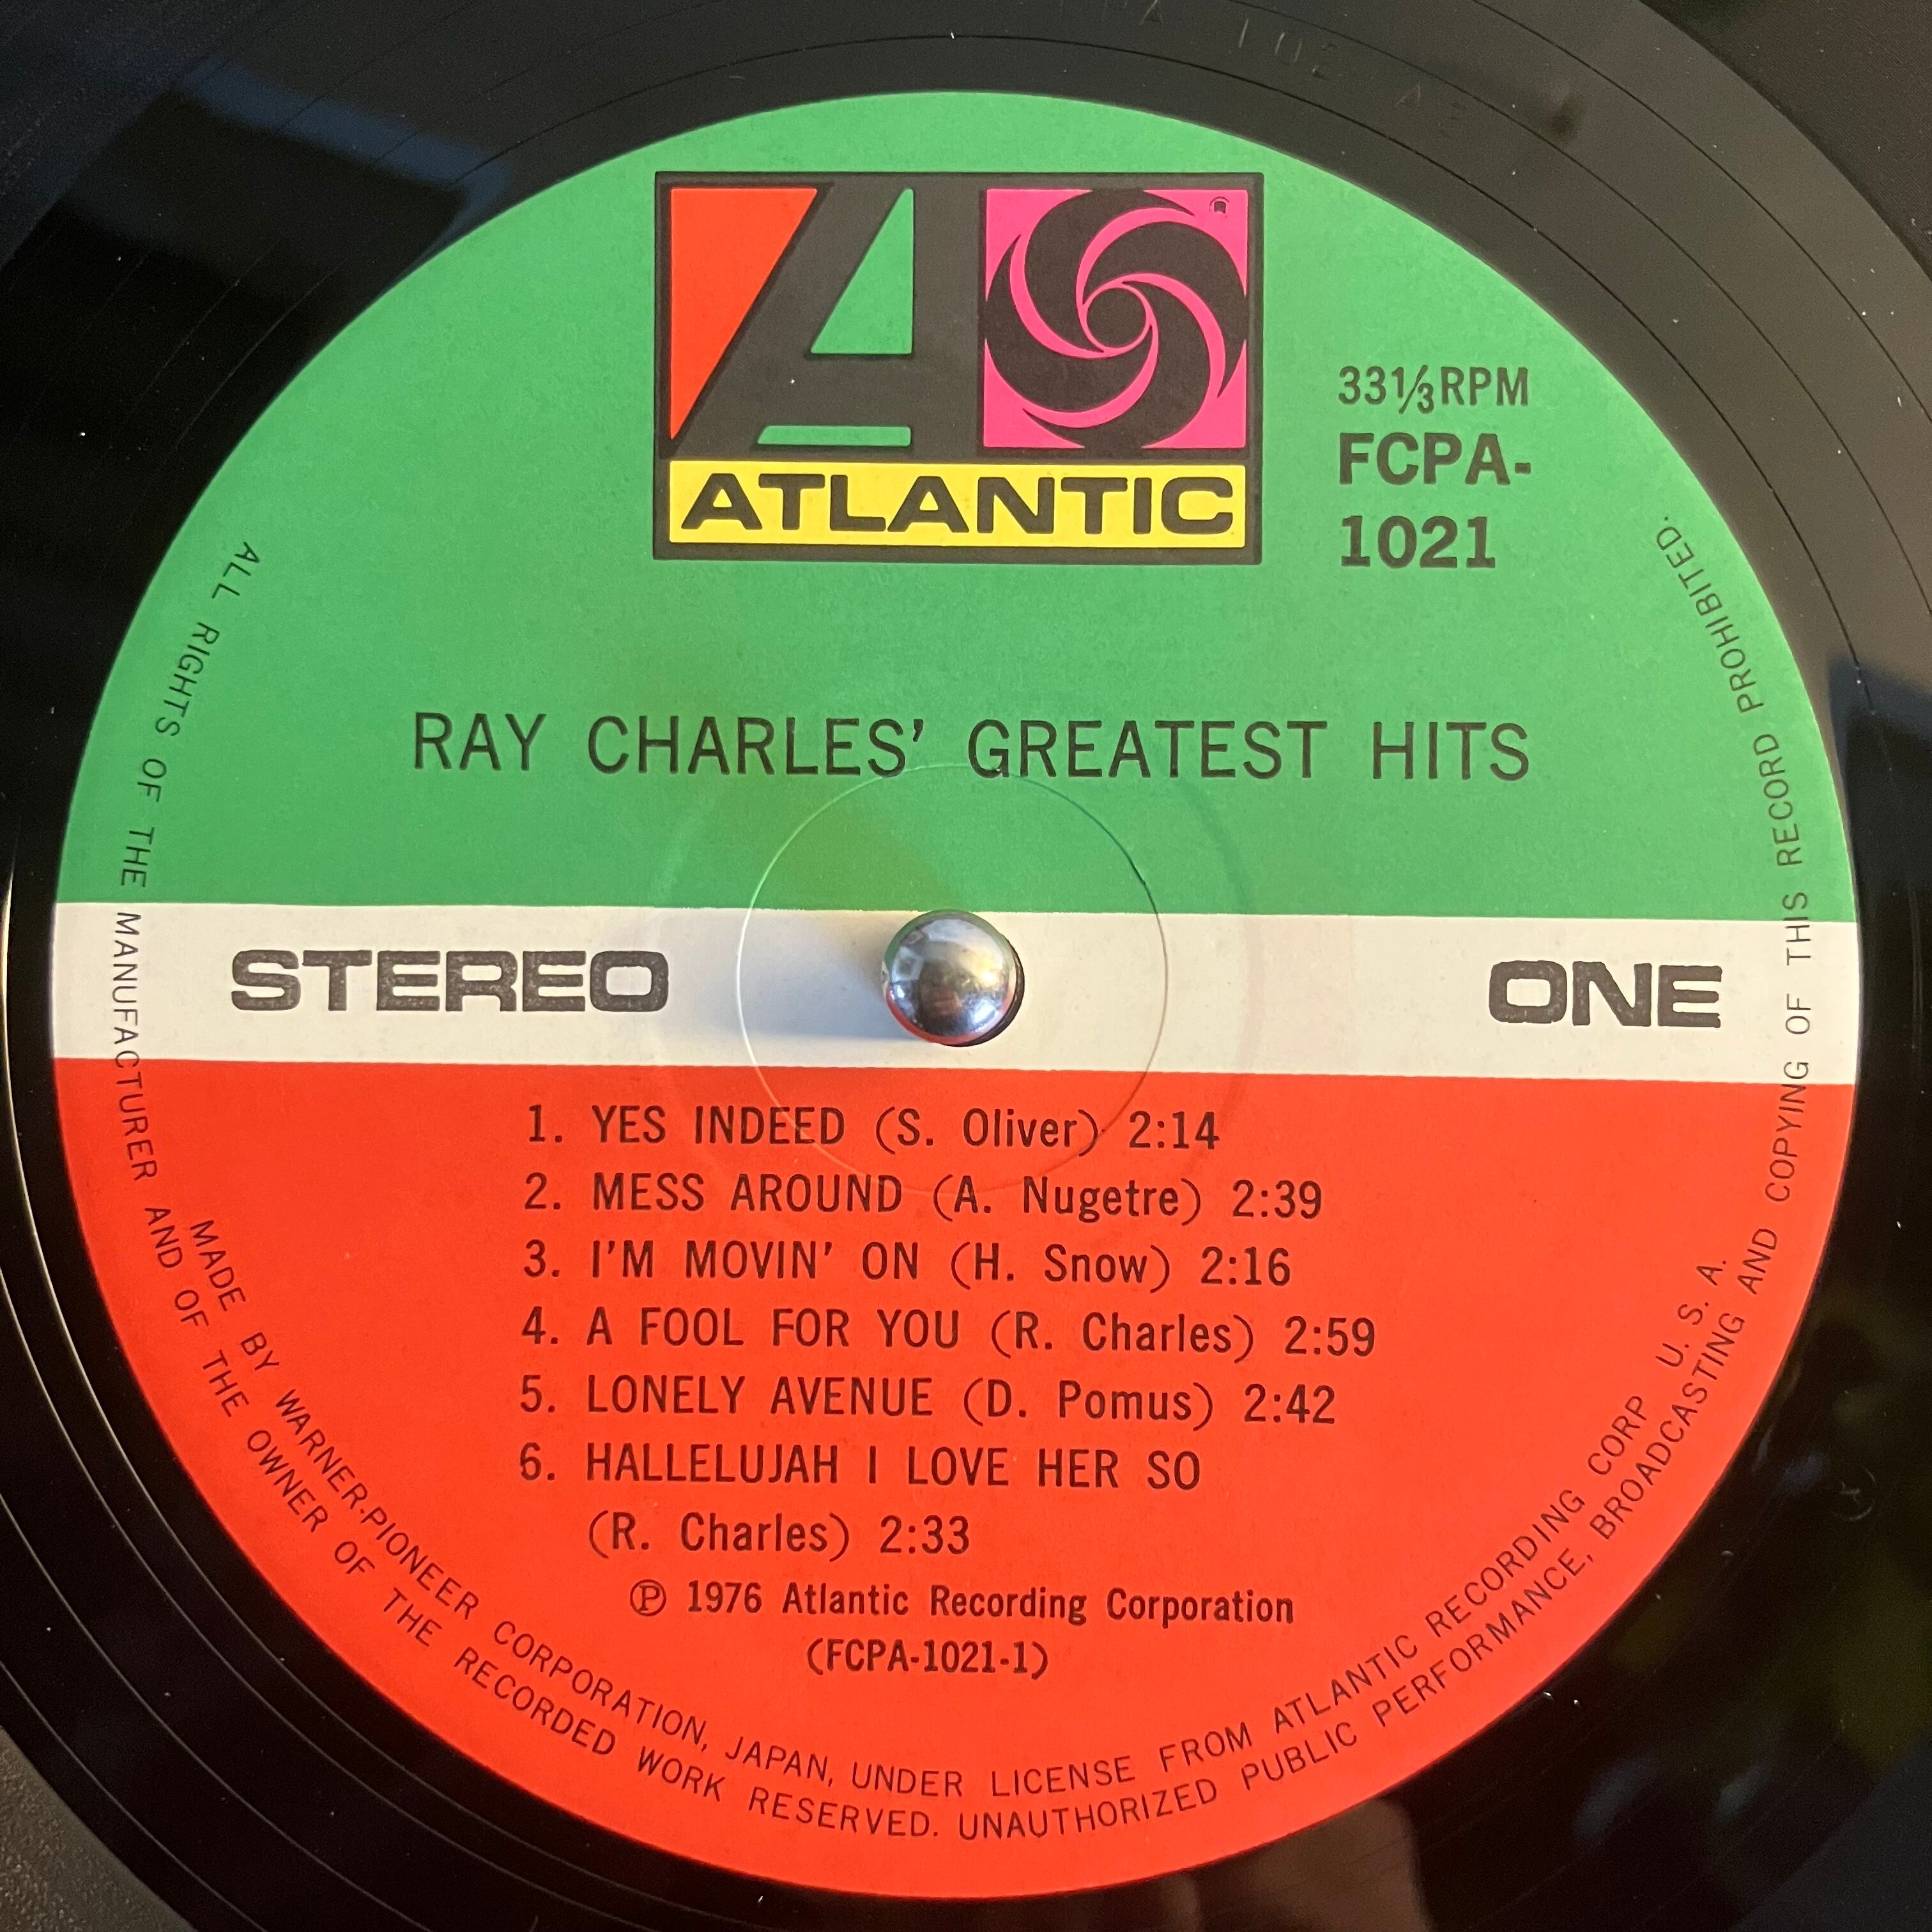 ATLANTIC
33⅓RPM
FCPA-
1021
RAY CHARLES' GREATEST HITS
STEREO
ONE
1. YES INDEED (S. Oliver) 2:14
2. MESS AROUND (A. Nugetre) 2:39
3. I'M MOVIN' ON (H. Snow) 2:16
4. A FOOL FOR YOU (R. Charles) 2:59
5. LONELY AVENUE (D. Pomus) 2:42
6. HALLELUJAH I LOVE HER SO
(R. Charles) 2:33
Ⓟ 1976 Atlantic Recording Corporation
(FCPA-1021-1)
MADE BY WARNER-PIONEER CORPORATION, JAPAN, UNDER LICENSE FROM ATLANTIC RECORDING CORP U. S. A.
ALL RIGHTS OF THE MANUFACTURER AND OF THE OWNER OF THE RECORDED WORK RESERVED. UNAUTHORIZED PUBLIC PERFORMANCE, BROADCASTING AND COPYING OF THIS RECORD PROHIBITED.